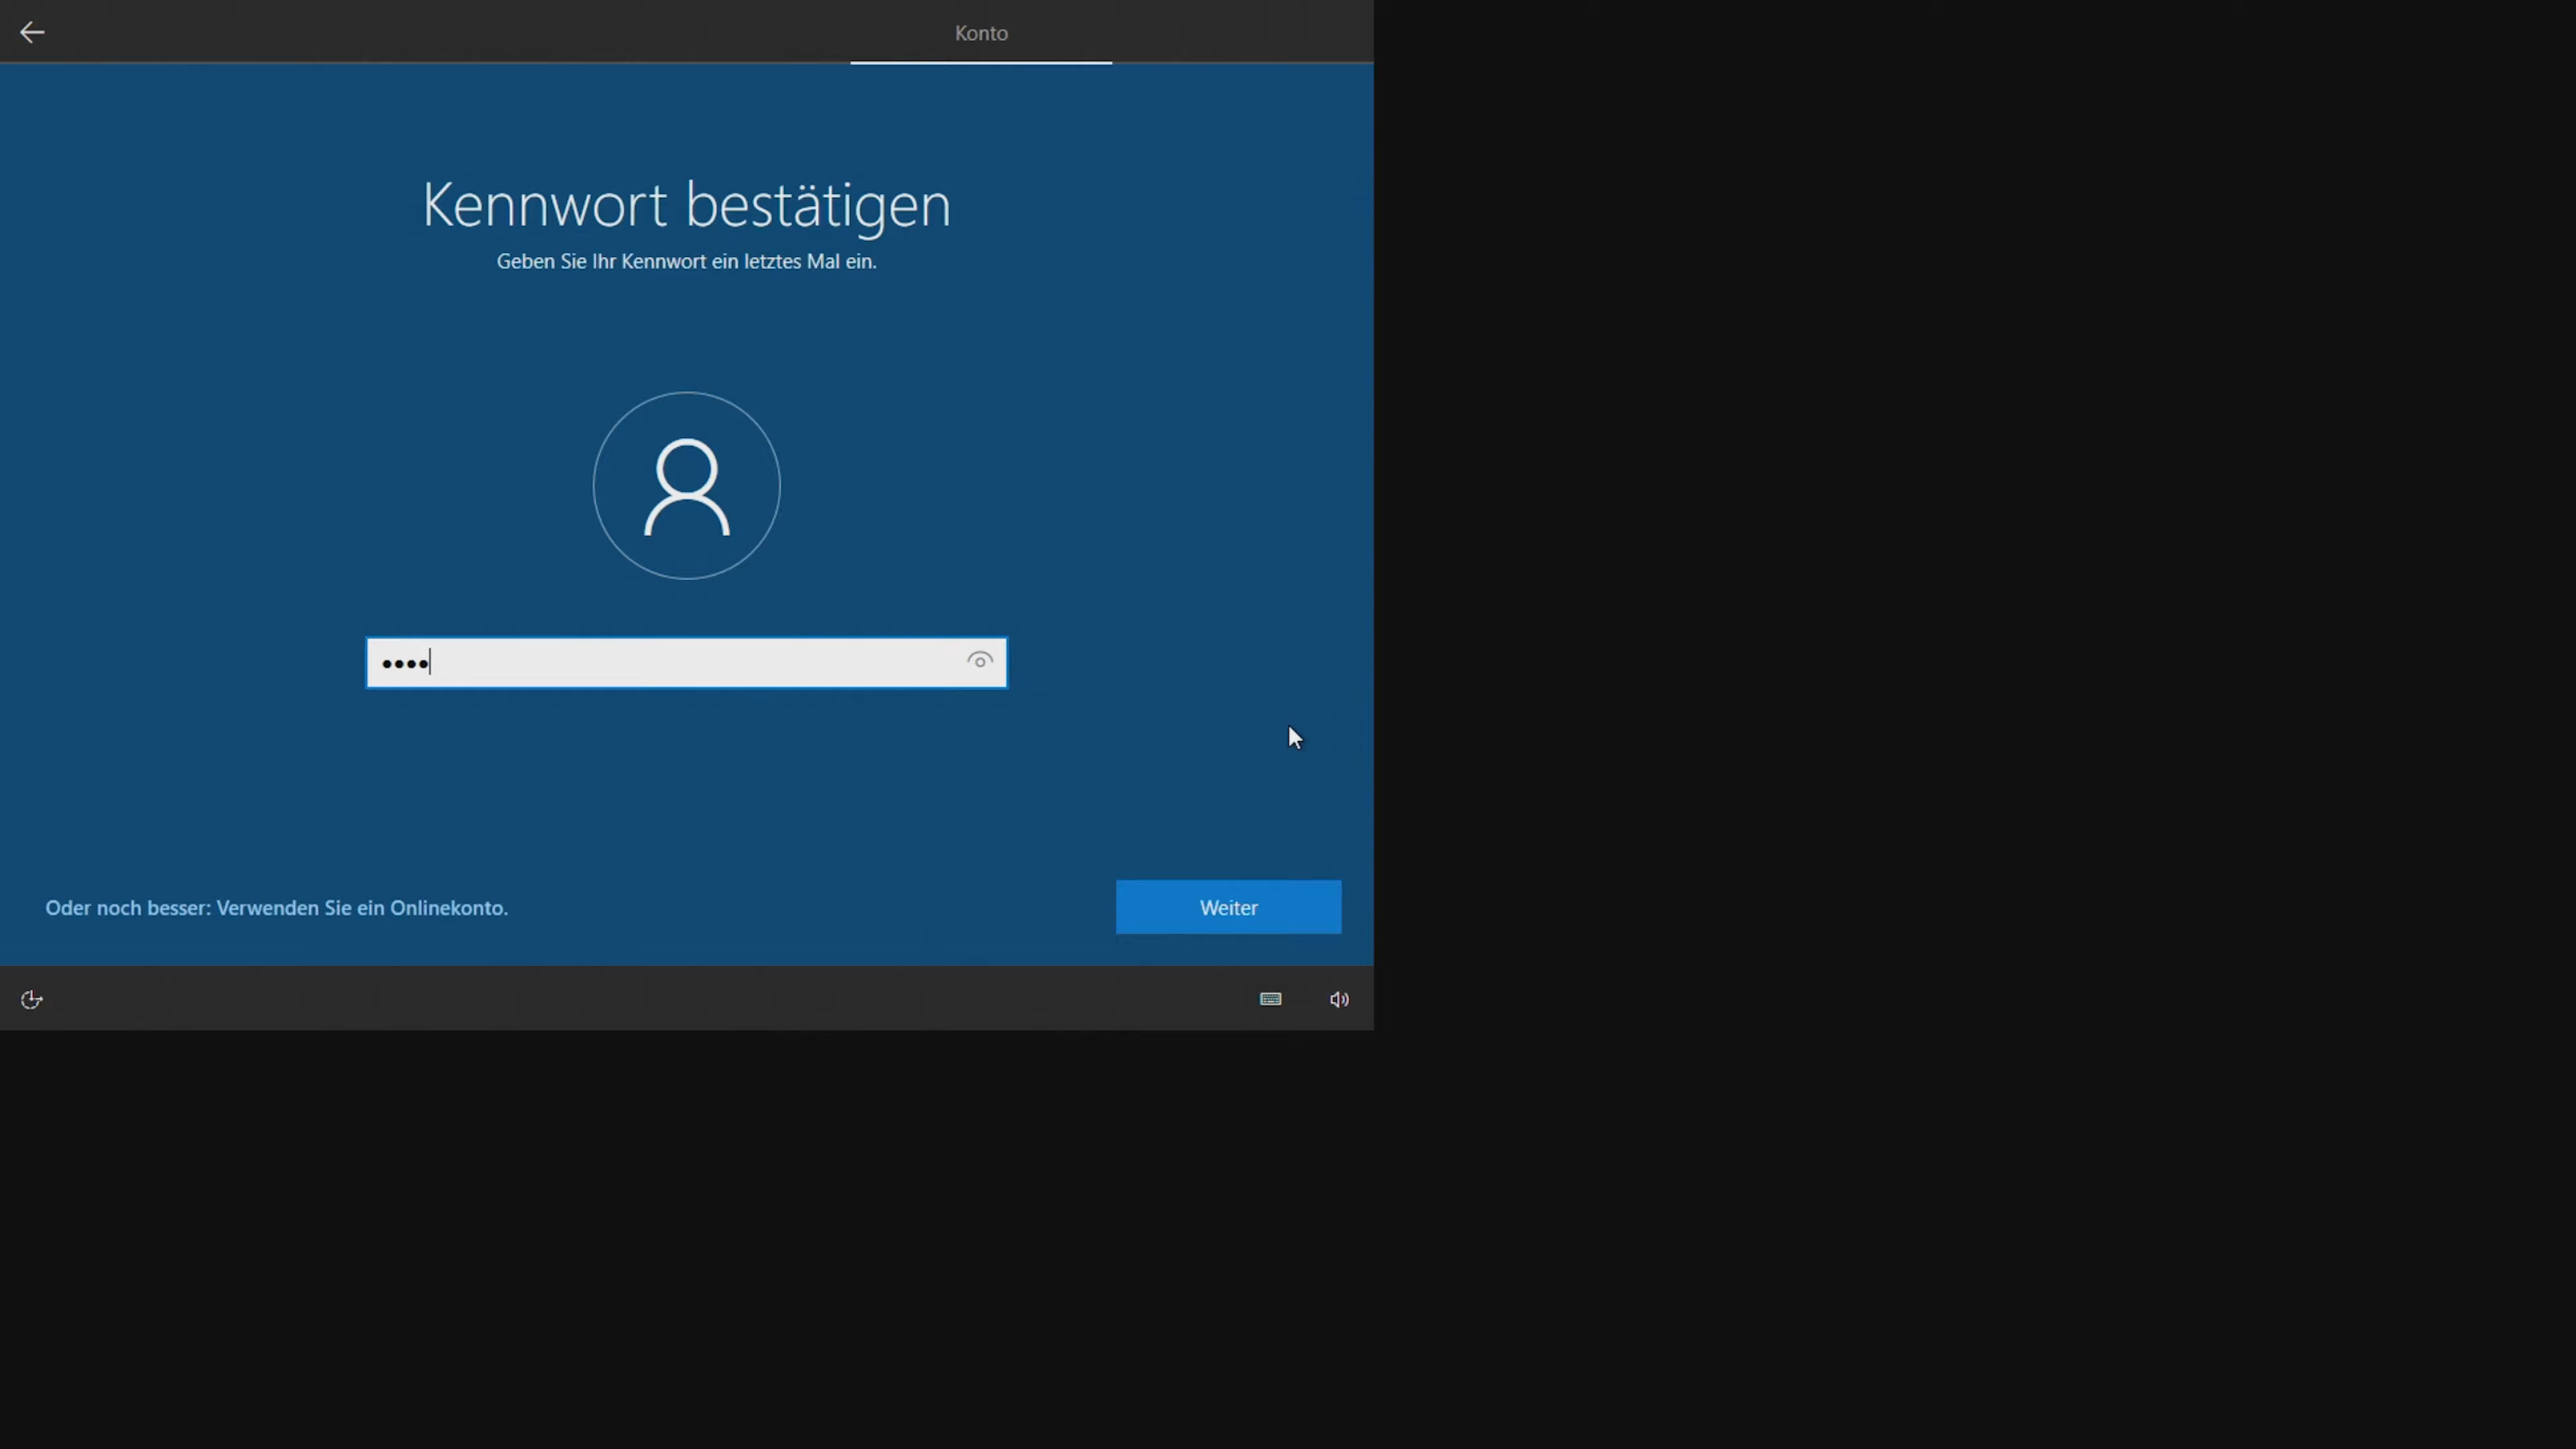 Konto
Kennwort bestätigen
Geben Sie Ihr Kennwort ein letztes Mal ein.
Oder noch besser: Verwenden Sie ein Onlinekonto.
Weiter